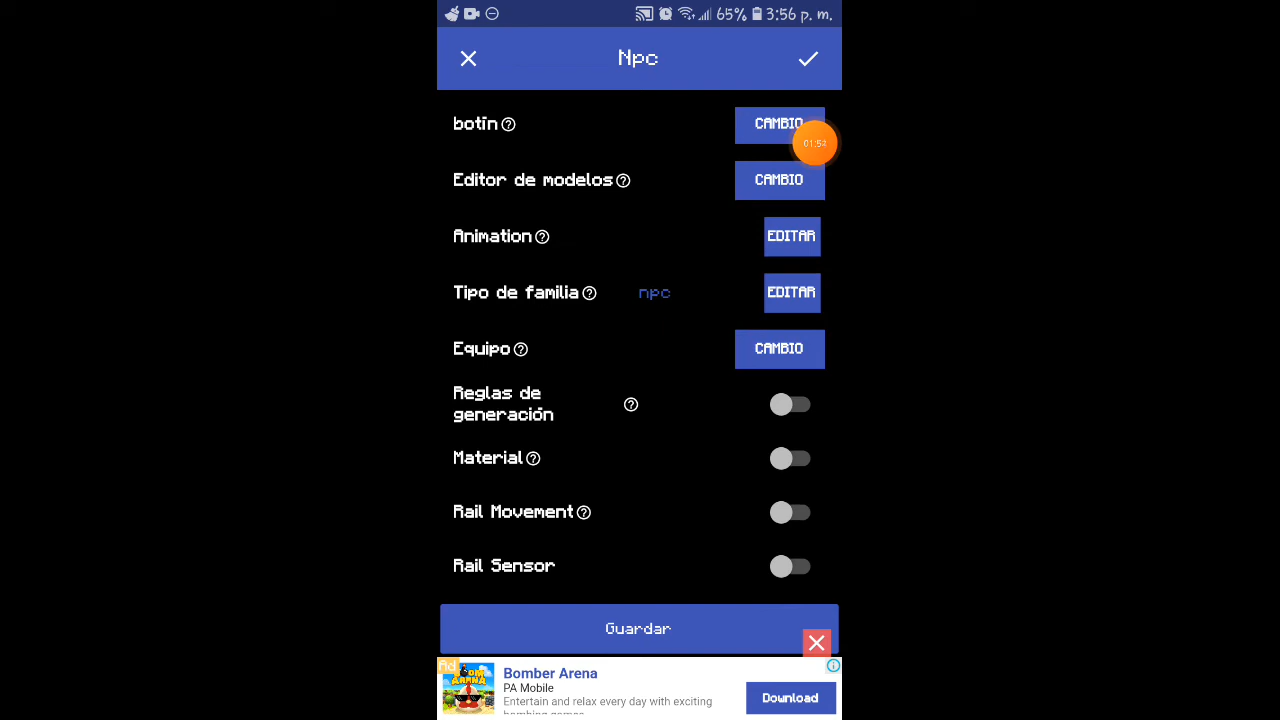 65% 3:56 p. m.
Npc
botín CAMBIO
Editor de modelos CAMBIO
Animation EDITAR
Tipo de familia npc EDITAR
Equipo CAMBIO
Reglas de
generación
Material
Rail Movement
Rail Sensor
Guardar
Ad
Bomber Arena
PA Mobile
Entertain and relax every day with exciting
bombing games
Download